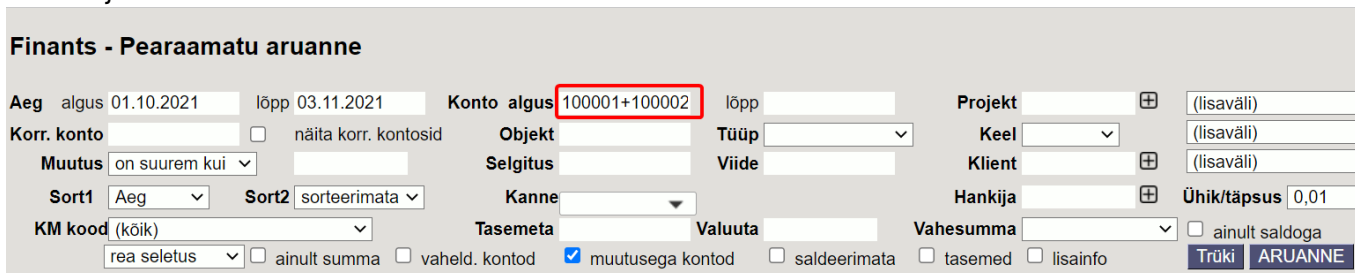 Finants - Pearaamatu aruanne
Aeg algus 01.10.2021 lõpp 03.11.2021 Konto algus 100001+100002 lõpp Projekt (lisaväli)
Korr. konto näita korr. kontosid Objekt Tüüp Keel (lisaväli)
Muutus on suurem kui Selgitus Viide Klient (lisaväli)
Sort1 Aeg Sort2 sorteerimata Kanne Hankija Ühik/täpsus 0,01
KM kood (kõik) Tasemeta Valuuta Vahesumma ainult saldoga
rea seletus ainult summa vaheld. kontod muutusega kontod saldeerimata tasemed lisainfo Trüki ARUANNE